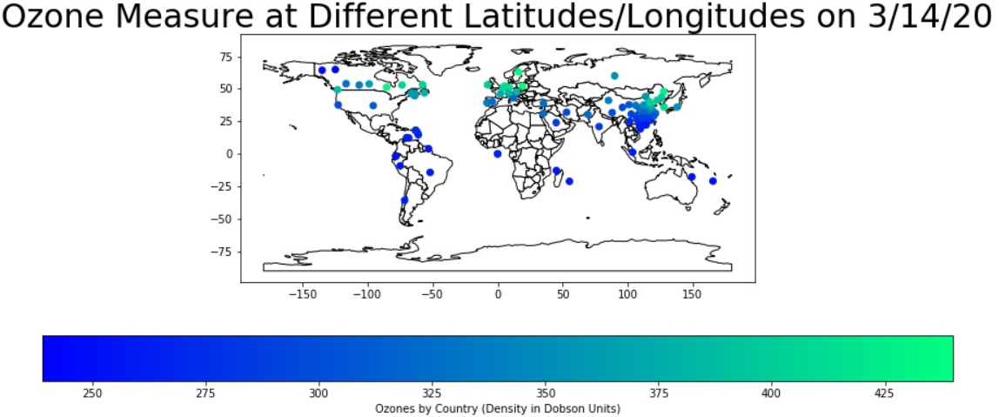 Ozone Measure at Different Latitudes/Longitudes on 3/14/20
75
50
25
0
−25
−50
−75
−150 −100 −50 0 50 100 150
250 275 300 325 350 375 400 425
Ozones by Country (Density in Dobson Units)